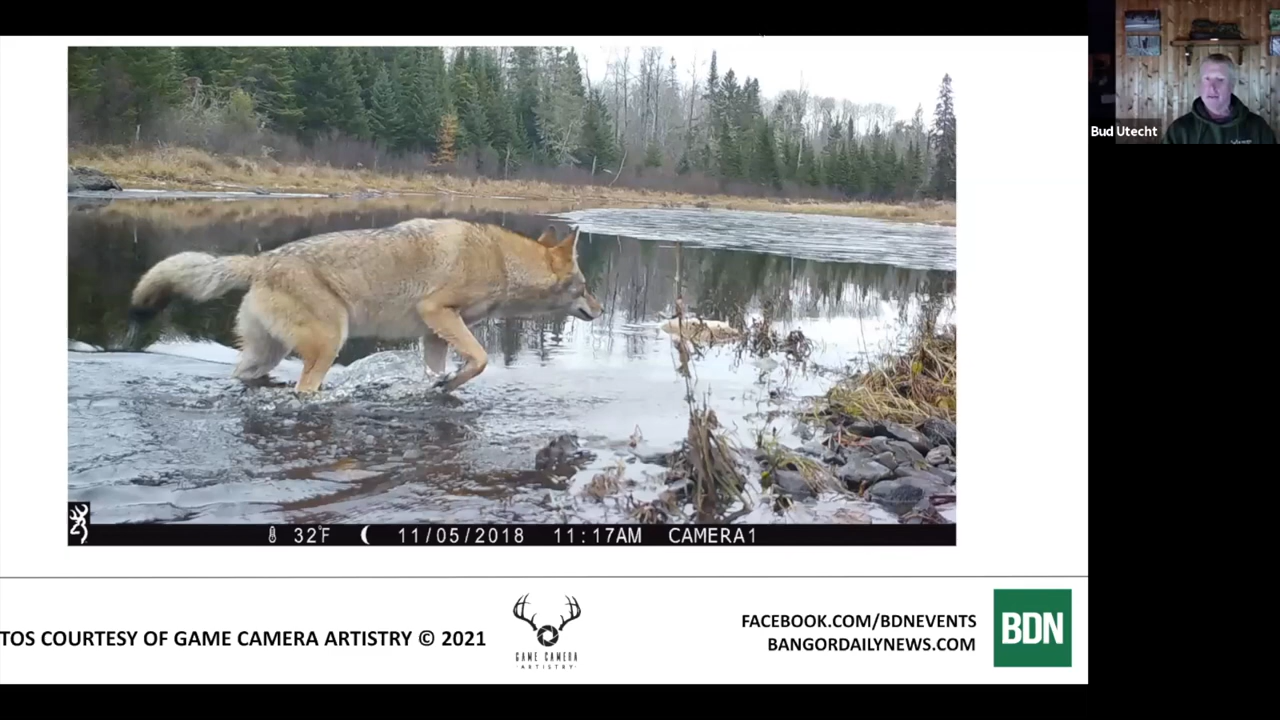 Bud Utecht
32°F 11/05/2018 11:17AM CAMERA1
TOS COURTESY OF GAME CAMERA ARTISTRY © 2021
GAME CAMERA
ARTISTRY
FACEBOOK.COM/BDNEVENTS
BANGORDAILYNEWS.COM
BDN